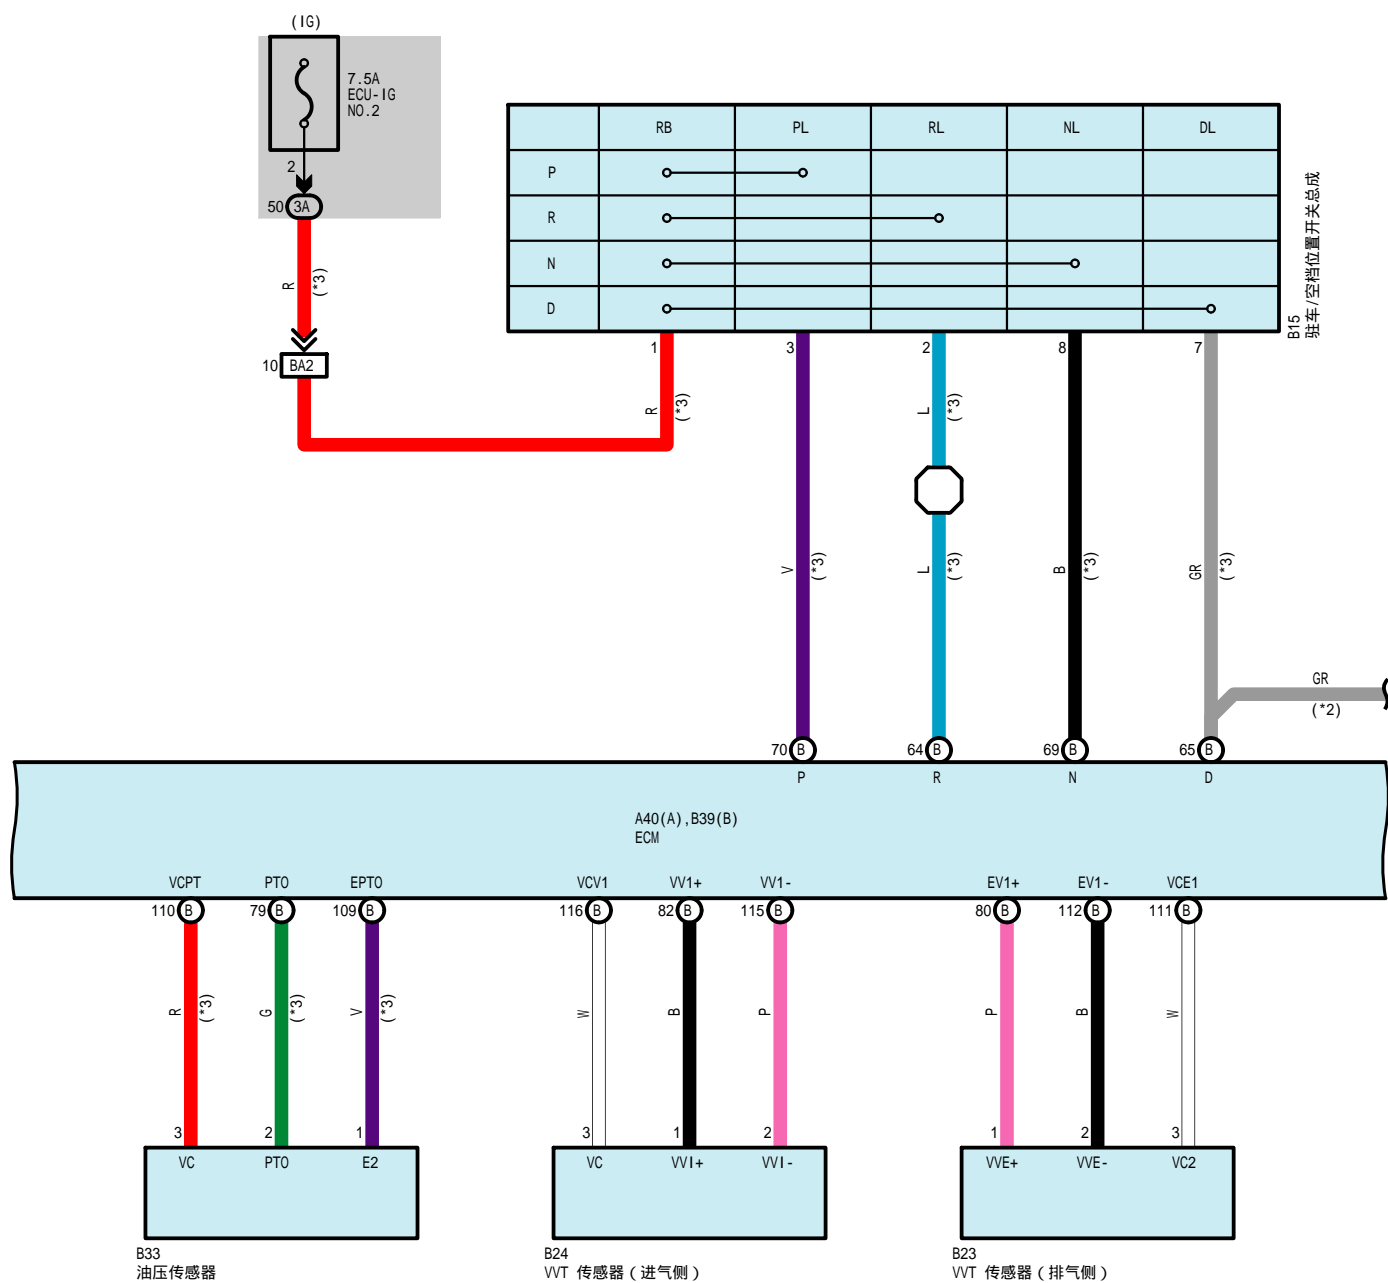 (IG)
7.5A
ECU-IG
NO.2
2
50 3A
R (*3)
10 BA2
RB PL RL NL DL
P
R
N
D
B15
驻车/空档位置开关总成
1 3 2 8 7
R (*3) L (*3)
V (*3) L (*3) B (*3) GR (*3)
GR
(*2)
70 B 64 B 69 B 65 B
P R N D
A40(A),B39(B)
ECM
VCPT PTO EPTO VCV1 VV1+ VV1- EV1+ EV1- VCE1
110 B 79 B 109 B 116 B 82 B 115 B 80 B 112 B 111 B
R (*3) G (*3) V (*3) W B P P B W
3 2 1 3 1 2 1 2 3
VC PTO E2 VC VVI+ VVI- VVE+ VVE- VC2
B33
油压传感器
B24
VVT 传感器(进气侧)
B23
VVT 传感器(排气侧)